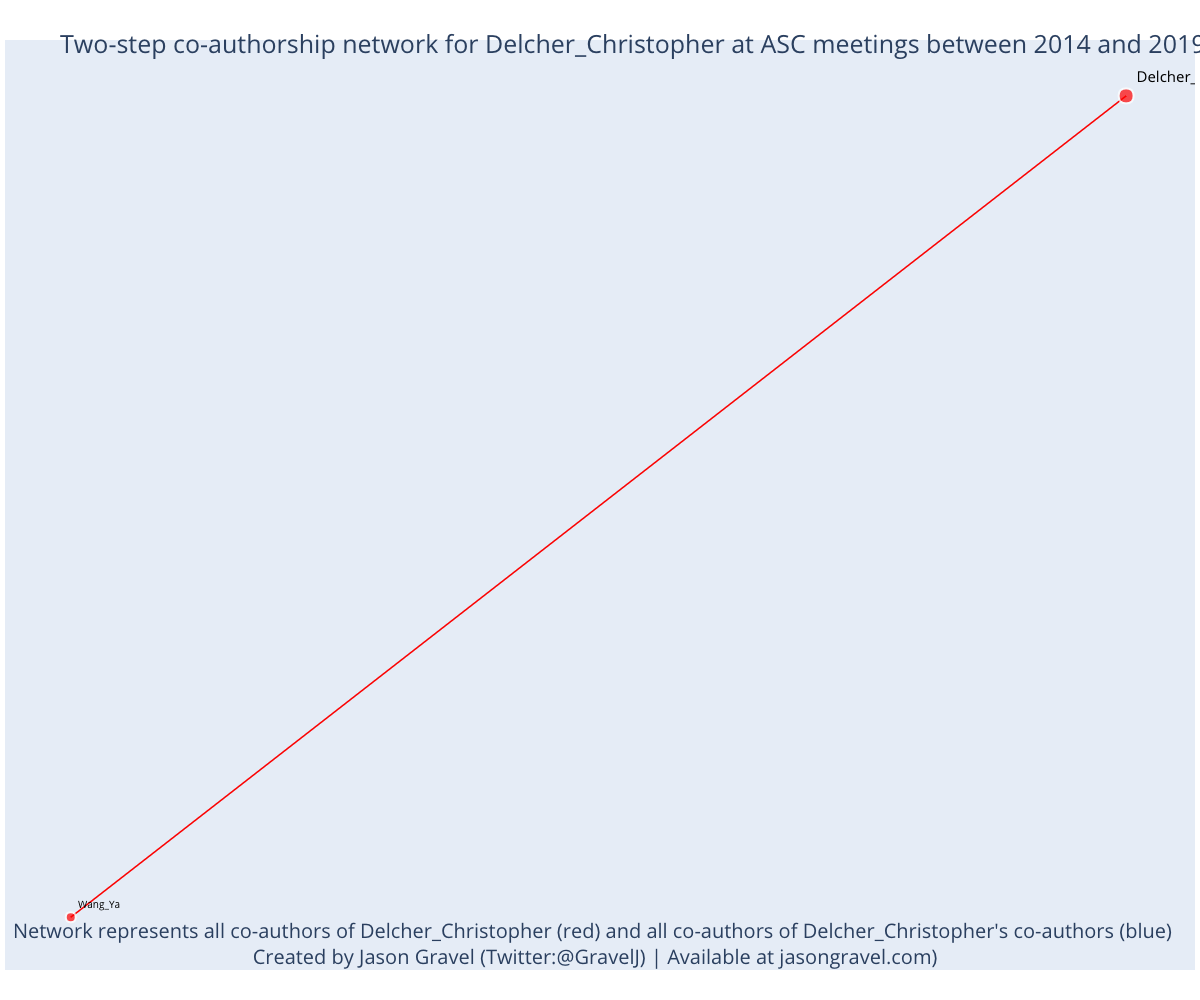 Two-step co-authorship network for Delcher_Christopher at ASC meetings between 2014 and 2019
Delcher_
Wang_Ya
Network represents all co-authors of Delcher_Christopher (red) and all co-authors of Delcher_Christopher's co-authors (blue)
Created by Jason Gravel (Twitter:@GravelJ) | Available at jasongravel.com)